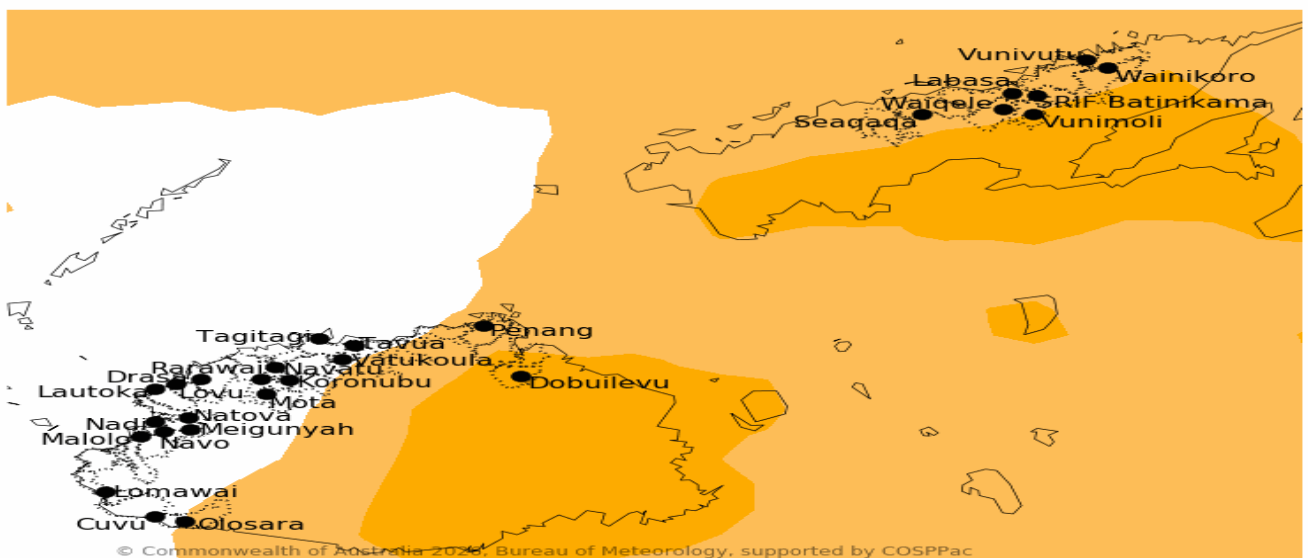 Vunivutu
Wainikoro
Labasa
SRIF Batinikama
Waiqele
Seaqaqa
Vunimoli
Penang
Tagitagi
Tavua
Vatukoula
Rarawai
Navatu
Drasa
Koronubu
Dobuilevu
Lautoka
Lovu
Mota
Natova
Nadi
Meigunyah
Malolo
Navo
Lomawai
Cuvu
Olosara
© Commonwealth of Australia 2026, Bureau of Meteorology, supported by COSPPac